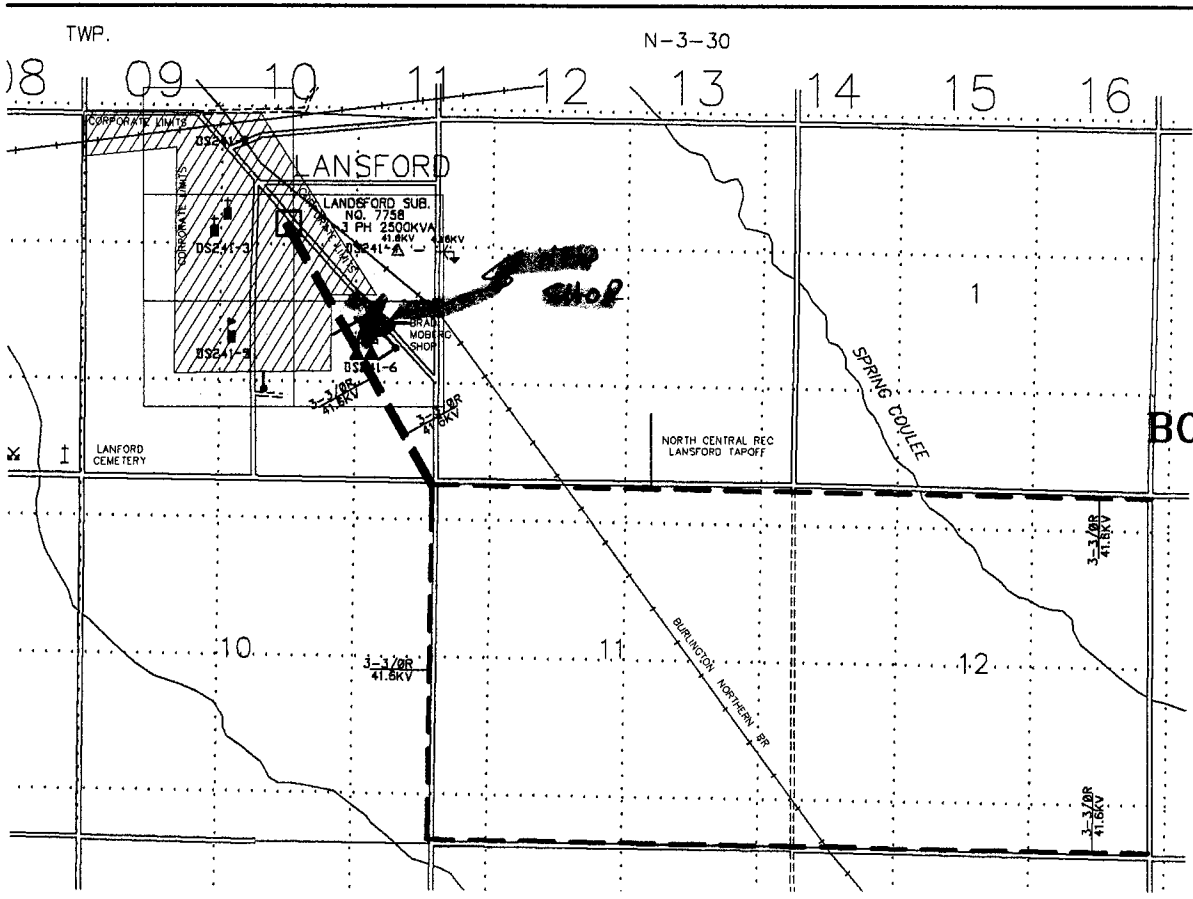 TWP.
N-3-30
08 09 10 11 12 13 14 15 16
CORPORATE LIMITS
LANSFORD
CORPORATE LIMITS
CORPORATE LIMITS
LANDSFORD SUB.
NO. 7758
3 PH 2500KVA
41.6KV
DS241-3
SHOP
1
BRAD
MOBERG
SHOP
DS241-5
DS241-6
SPRING COULEE
3-3/0R
41.6KV
3-3/0R
41.6KV
LANFORD
CEMETERY
NORTH CENTRAL REC
LANSFORD TAPOFF
BO
3-3/0R
41.6KV
10
11
12
3-3/0R
41.6KV
BURLINGTON NORTHERN RR
3-3/0R
41.6KV